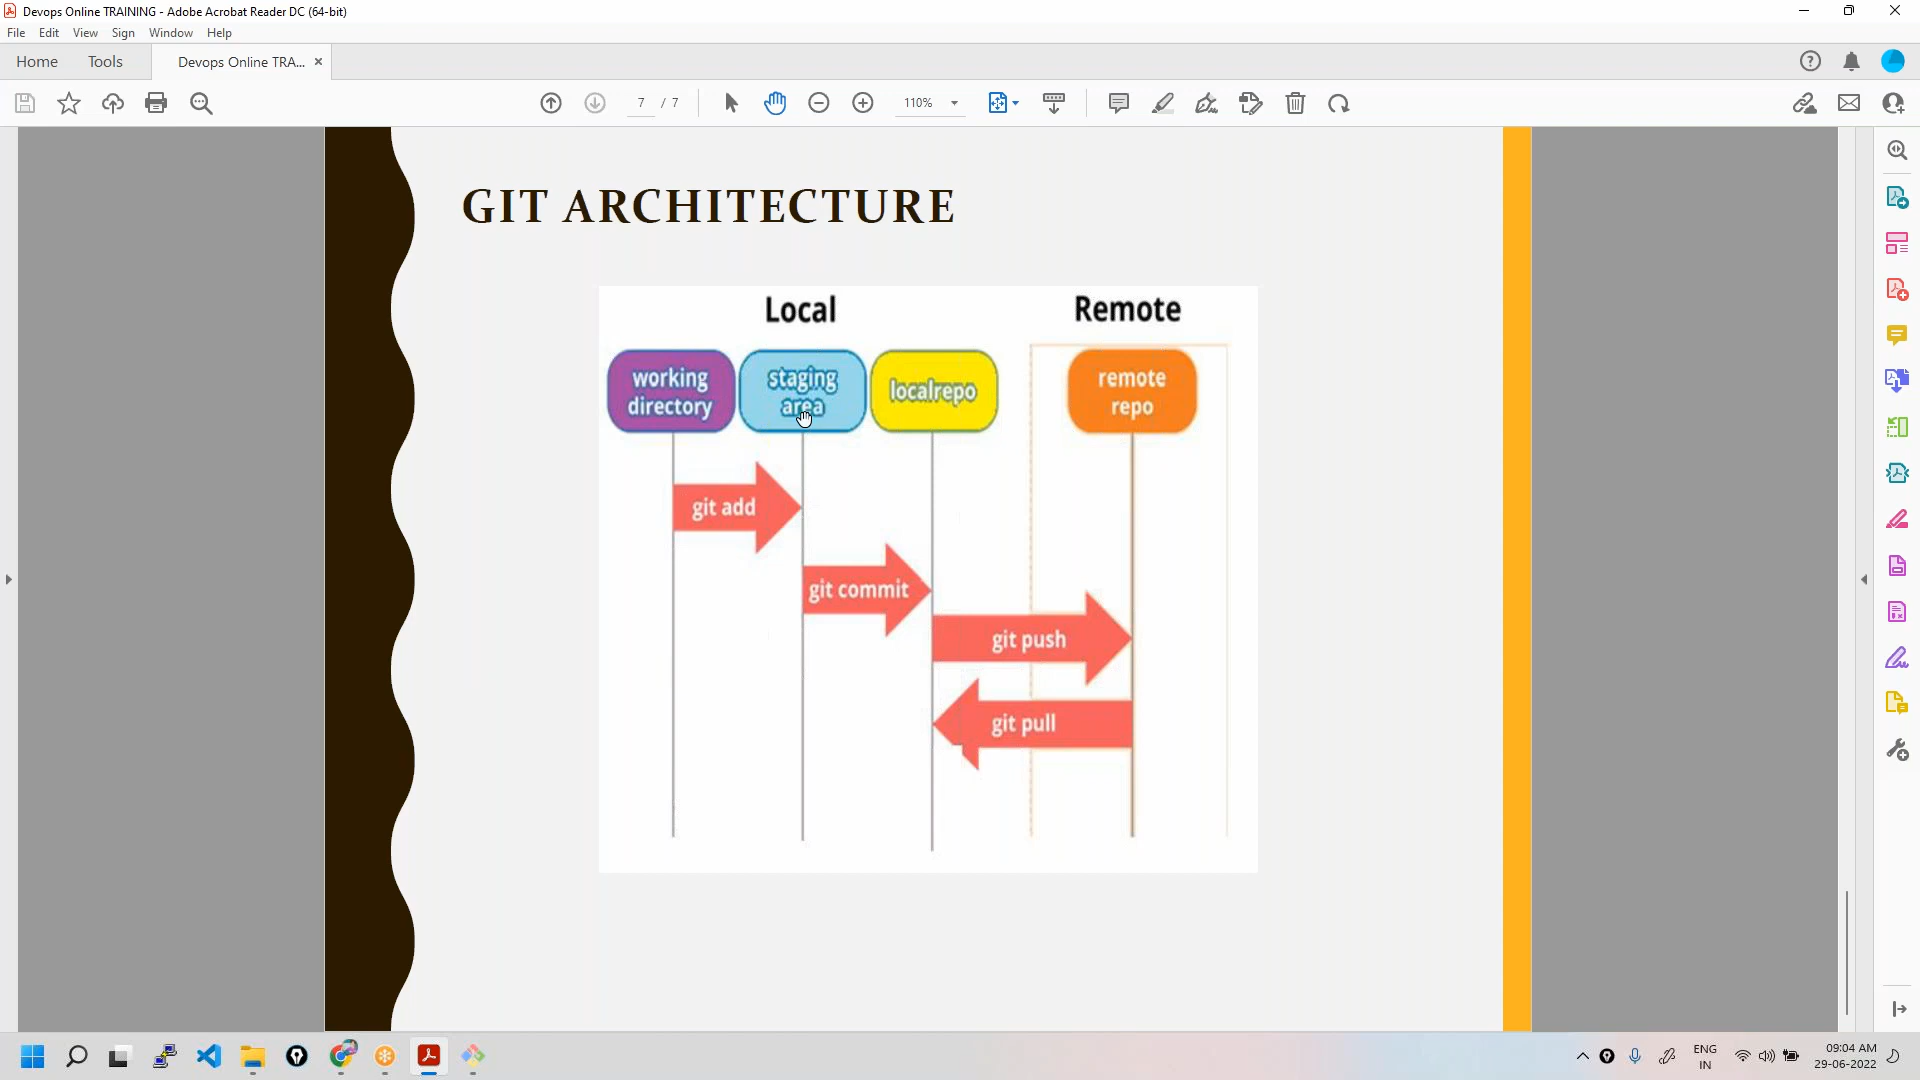 Devops Online TRAINING - Adobe Acrobat Reader DC (64-bit)
File Edit View Sign Window Help
Home Tools Devops Online TRA...
7 / 7 110%
GIT ARCHITECTURE
Local Remote
working directory
staging area
localrepo
remote repo
git add
git commit
git push
git pull
ENG
IN
09:04 AM
29-06-2022